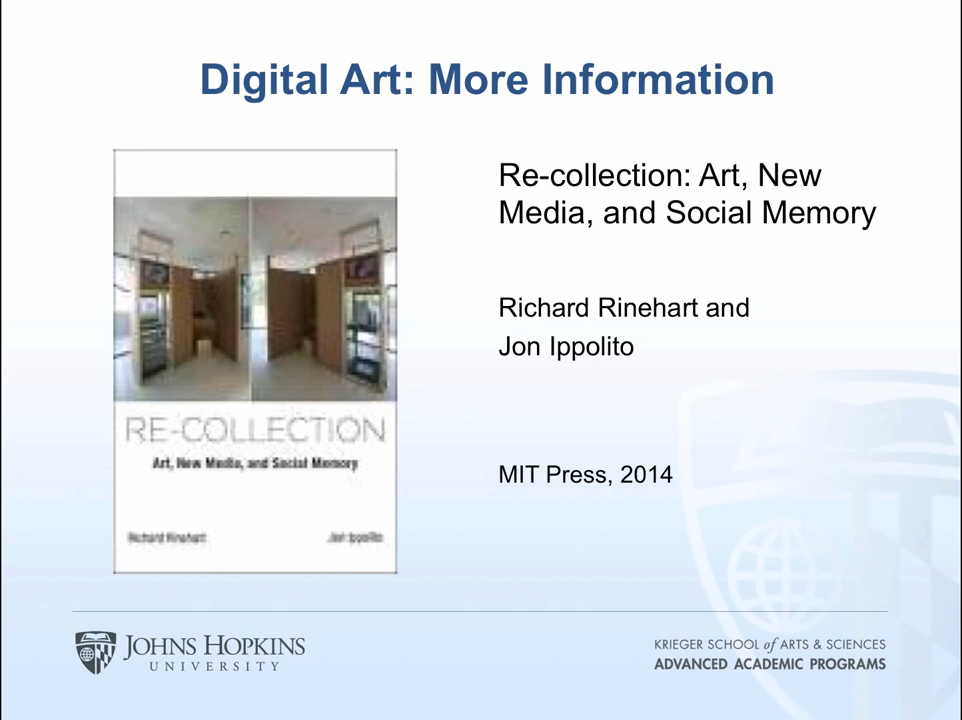 Digital Art: More Information
Re-collection: Art, New
Media, and Social Memory
Richard Rinehart and
Jon Ippolito
MIT Press, 2014
RE-COLLECTION
Art, New Media, and Social Memory
Richard Rinehart
Jon Ippolito
JOHNS HOPKINS
UNIVERSITY
KRIEGER SCHOOL of ARTS & SCIENCES
ADVANCED ACADEMIC PROGRAMS